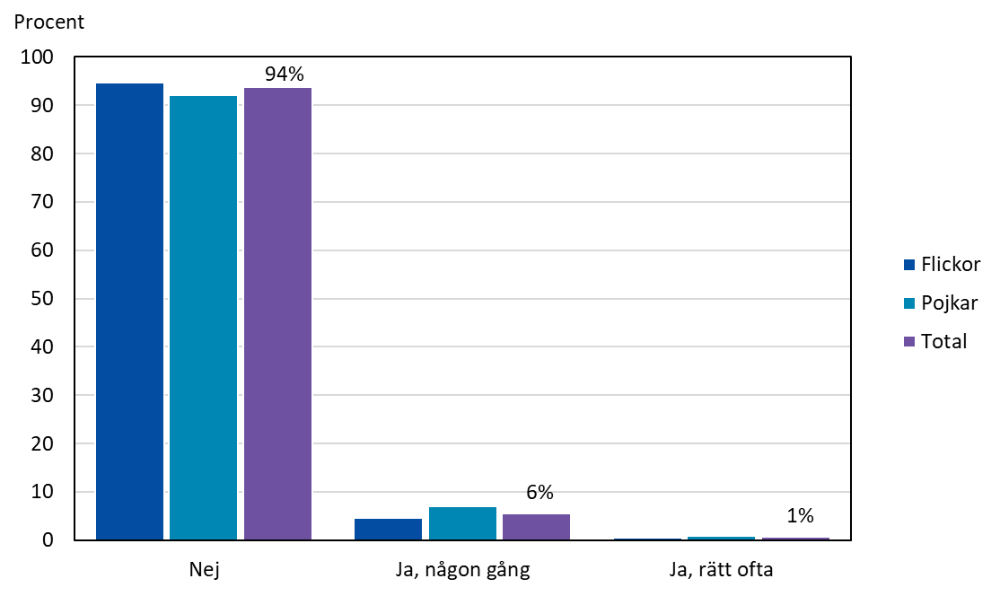 Procent
100
90
80
70
60
50
40
30
20
10
0
94%
6%
1%
Nej
Ja, någon gång
Ja, rätt ofta
Flickor
Pojkar
Total